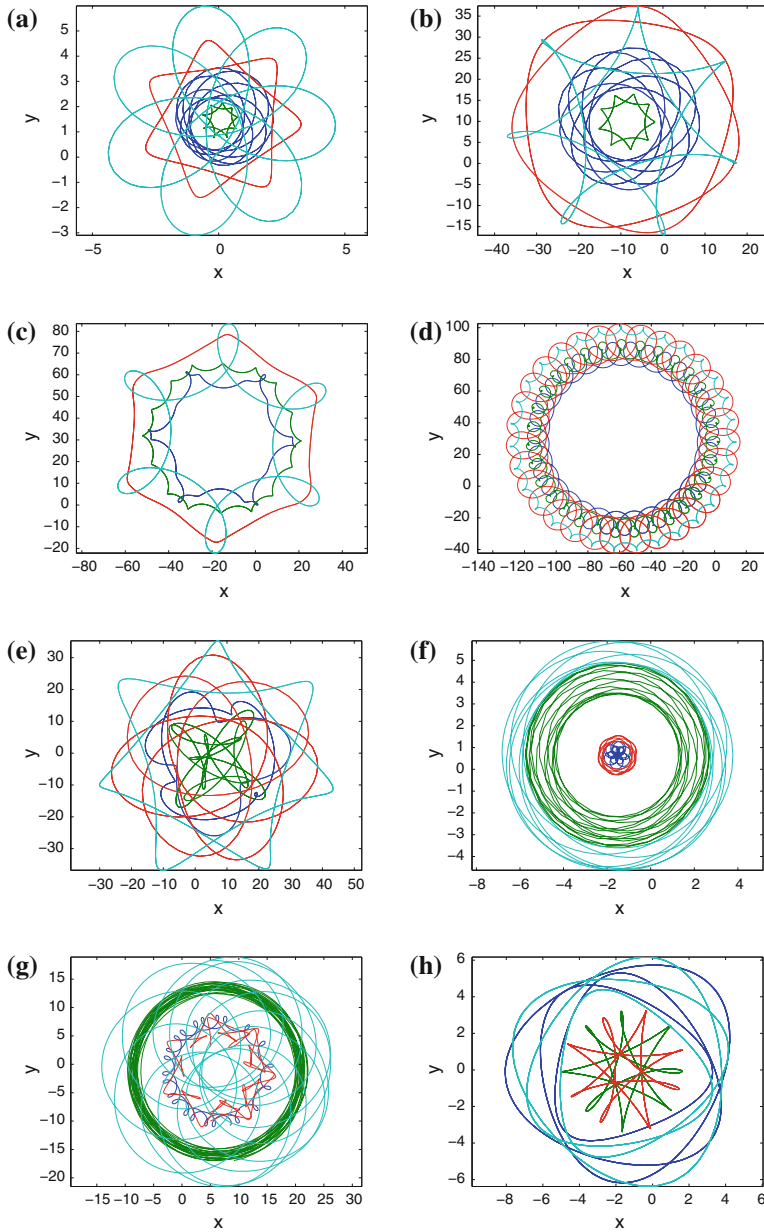 (a)
6
5
4
3
2
1
0
−1
−2
−3
y
−5 0 5
x
(b)
35
30
25
20
15
10
5
0
−5
−10
−15
y
−40 −30 −20 −10 0 10 20
x
(c)
80
70
60
50
40
30
20
10
0
−10
−20
y
−80 −60 −40 −20 0 20 40
x
(d)
100
80
60
40
20
0
−20
−40
y
−140 −120 −100 −80 −60 −40 −20 0 20
x
(e)
30
20
10
0
−10
−20
−30
y
−30 −20 −10 0 10 20 30 40 50
x
(f)
5
4
3
2
1
0
−1
−2
−3
−4
y
−8 −6 −4 −2 0 2 4
x
(g)
15
10
5
0
−5
−10
−15
−20
y
−15 −10 −5 0 5 10 15 20 25 30
x
(h)
6
4
2
0
−2
−4
−6
y
−8 −6 −4 −2 0 2 4 6
x